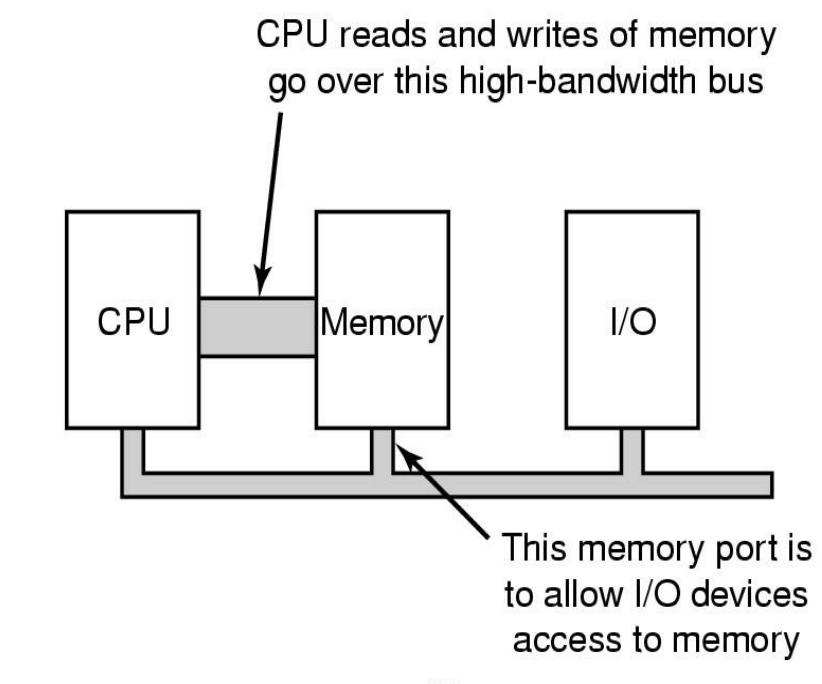 CPU reads and writes of memory
go over this high-bandwidth bus
CPU
Memory
I/O
This memory port is
to allow I/O devices
access to memory